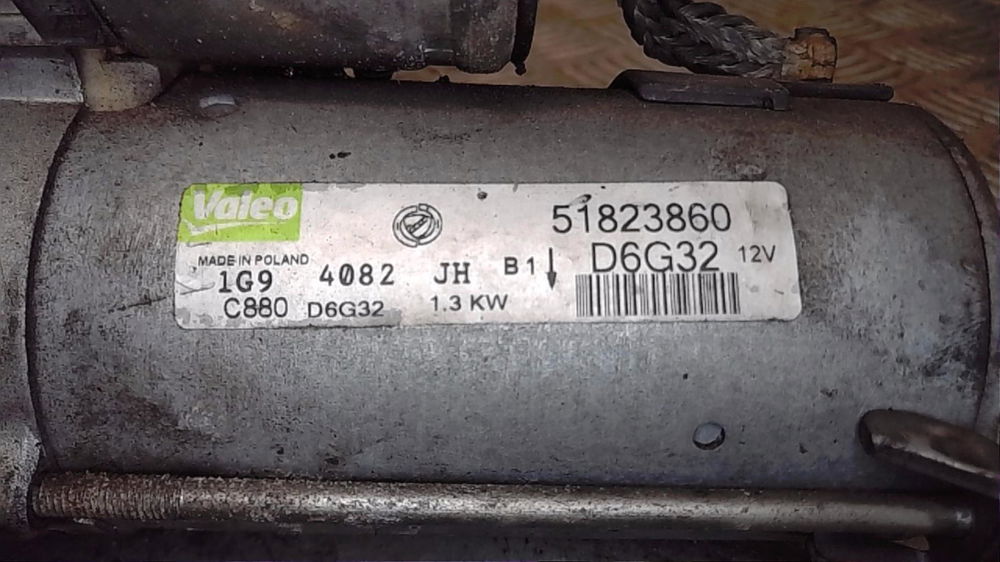 Valeo
51823860
MADE IN POLAND
D6G32 12V
1G9 4082 JH B1
C880 D6G32 1.3 KW